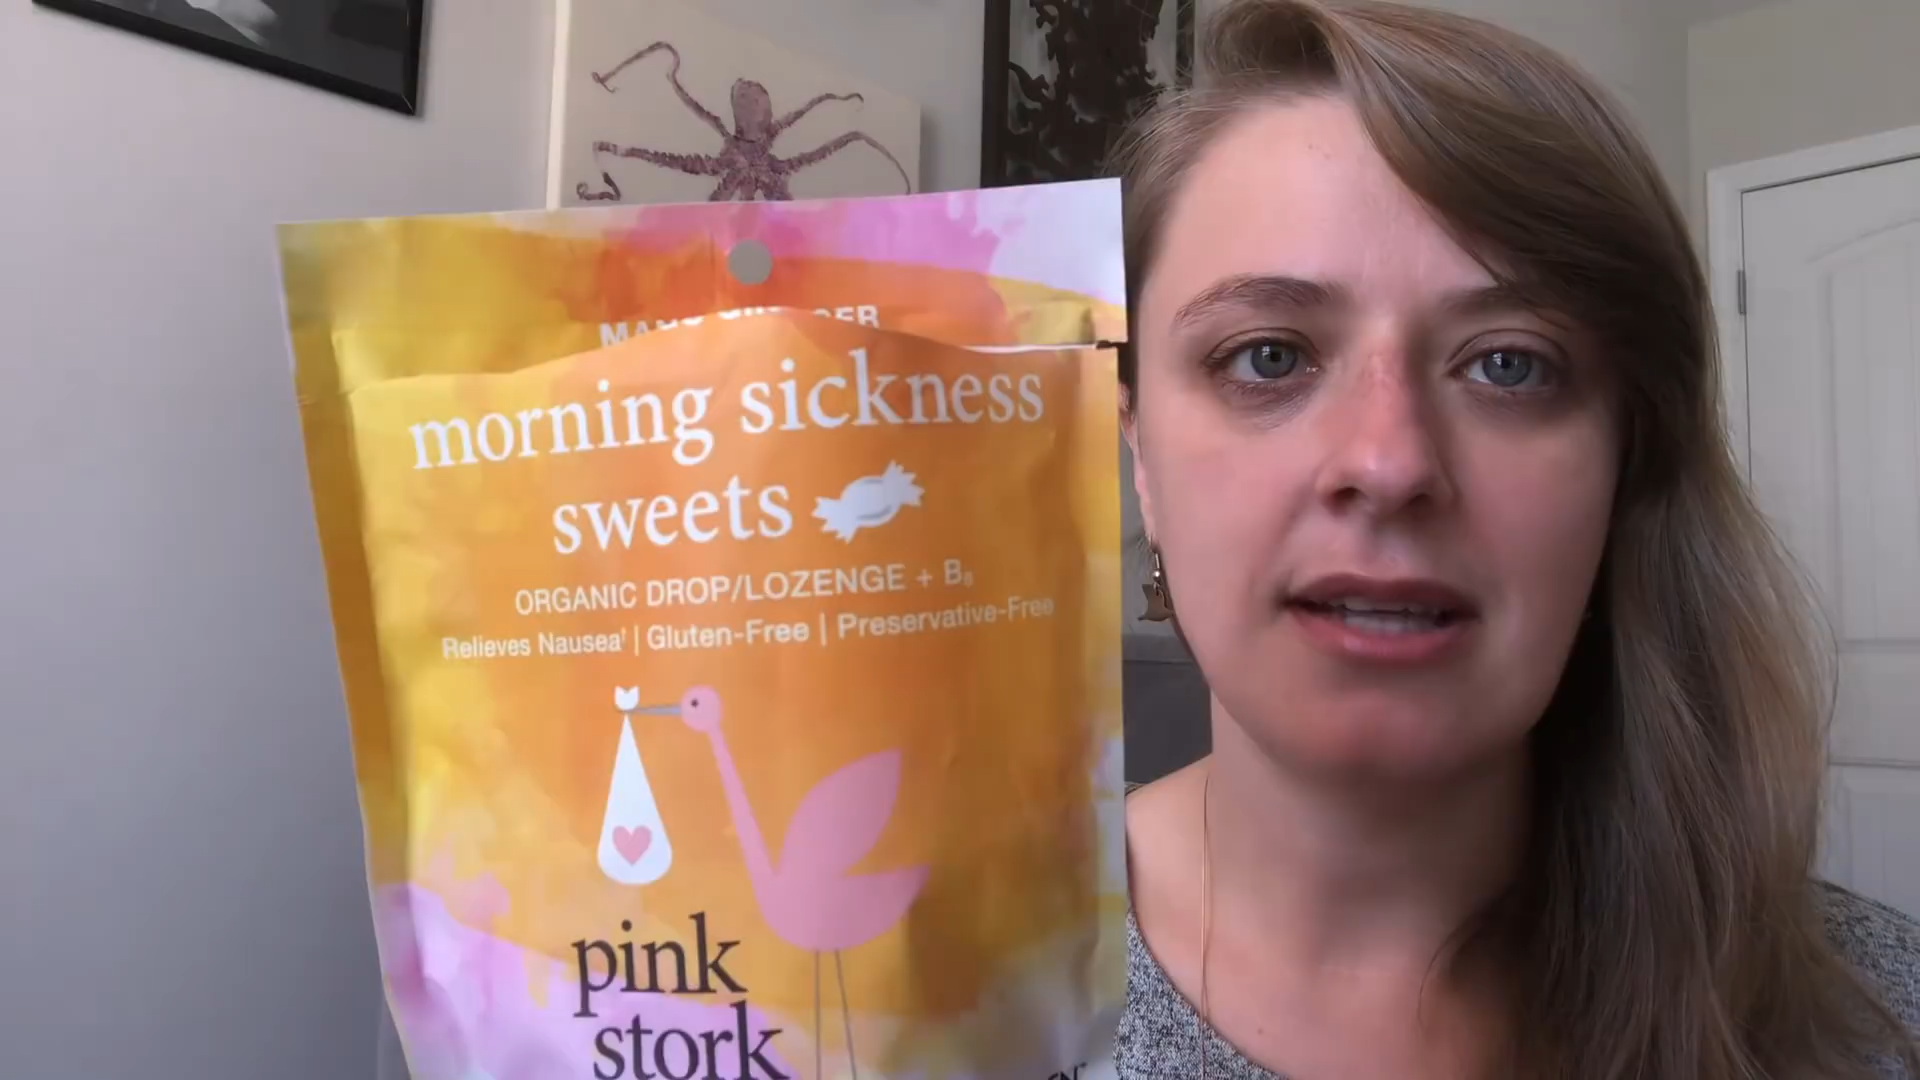 morning sickness
sweets
ORGANIC DROP/LOZENGE + B₆
Relieves Nausea† | Gluten-Free | Preservative-Free
pink
stork